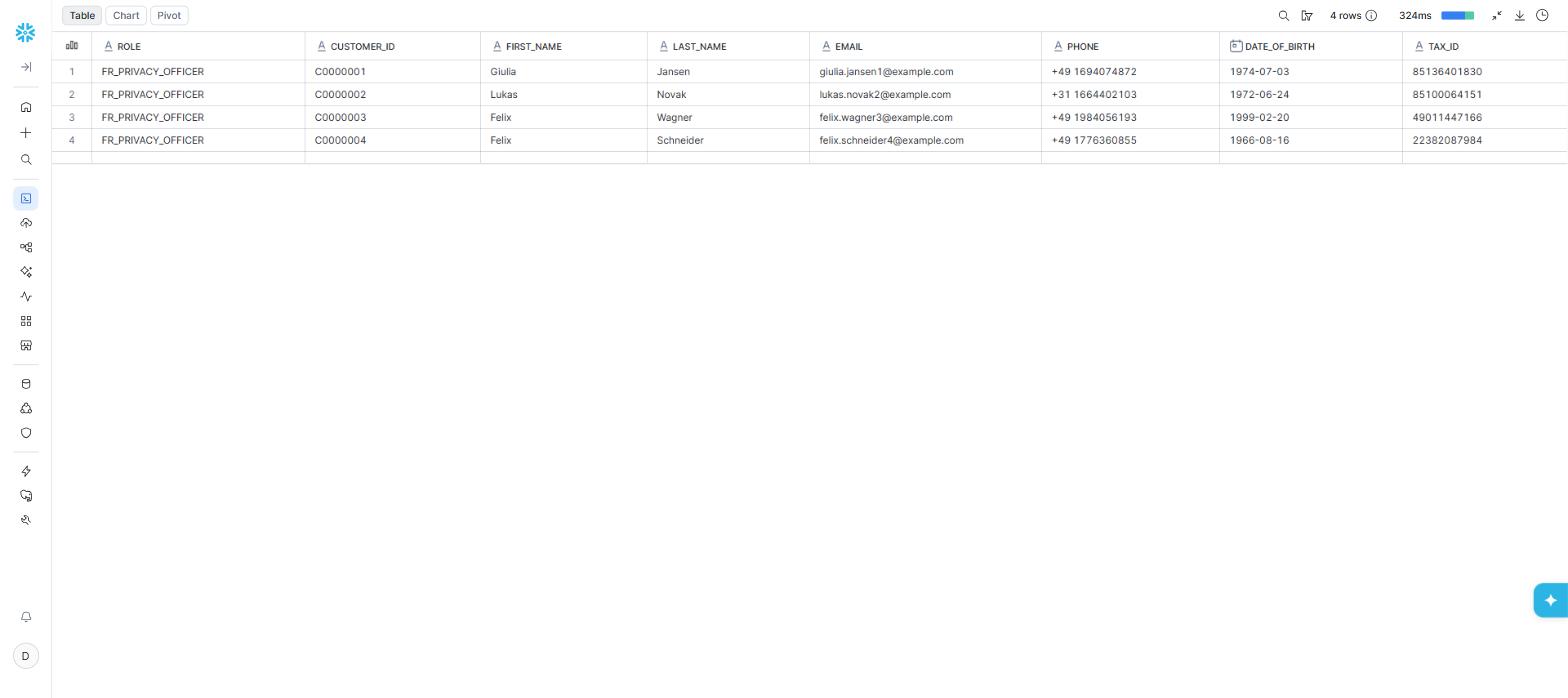 Table Chart Pivot 4 rows 324ms
ROLE CUSTOMER_ID FIRST_NAME LAST_NAME EMAIL PHONE DATE_OF_BIRTH TAX_ID
1 FR_PRIVACY_OFFICER C0000001 Giulia Jansen giulia.jansen1@example.com +49 1694074872 1974-07-03 85136401830
2 FR_PRIVACY_OFFICER C0000002 Lukas Novak lukas.novak2@example.com +31 1664402103 1972-06-24 85100064151
3 FR_PRIVACY_OFFICER C0000003 Felix Wagner felix.wagner3@example.com +49 1984056193 1999-02-20 49011447166
4 FR_PRIVACY_OFFICER C0000004 Felix Schneider felix.schneider4@example.com +49 1776360855 1966-08-16 22382087984
D